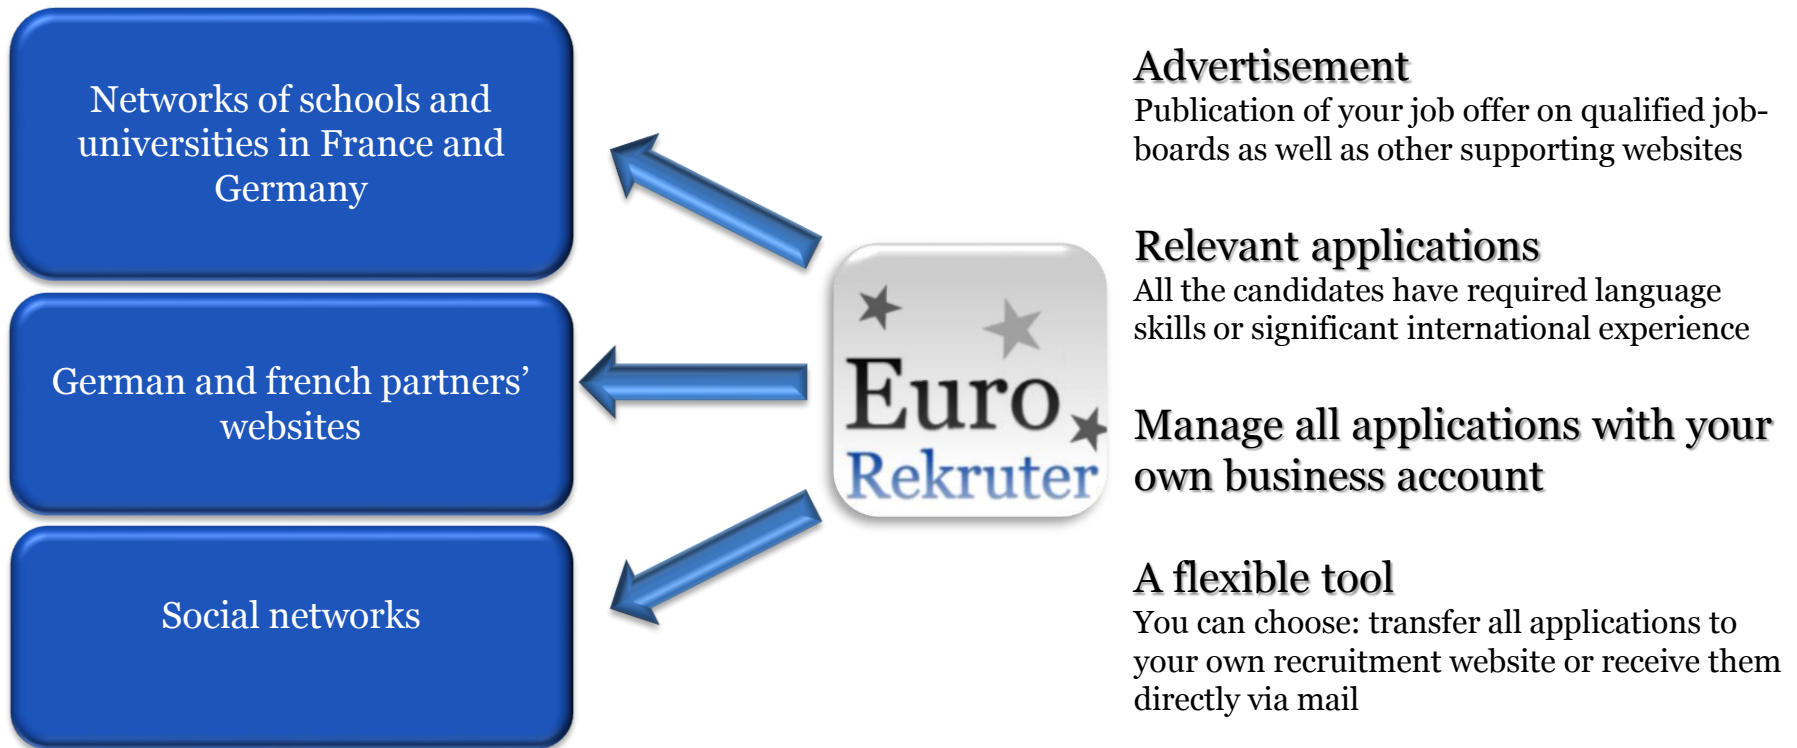 Networks of schools and
universities in France and
Germany
German and french partners’
websites
Social networks
Euro
Rekruter
Advertisement
Publication of your job offer on qualified job-
boards as well as other supporting websites
Relevant applications
All the candidates have required language
skills or significant international experience
Manage all applications with your
own business account
A flexible tool
You can choose: transfer all applications to
your own recruitment website or receive them
directly via mail